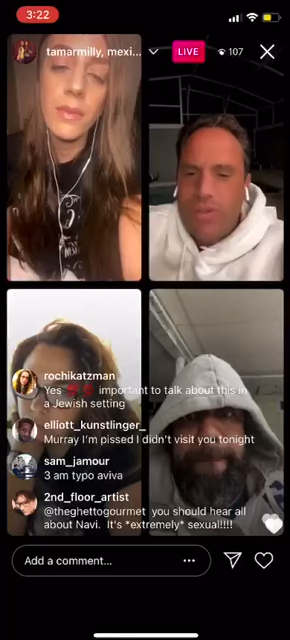 3:22
tamarmilly, mexi...
LIVE
107
rochikatzman
Yes important to talk about this in
a Jewish setting
elliott_kunstlinger_
Murray I'm pissed I didn't visit you tonight
sam_jamour
3 am typo aviva
2nd_floor_artist
@theghettogourmet you should hear all
about Navi. It's *extremely* sexual!!!!
Add a comment...